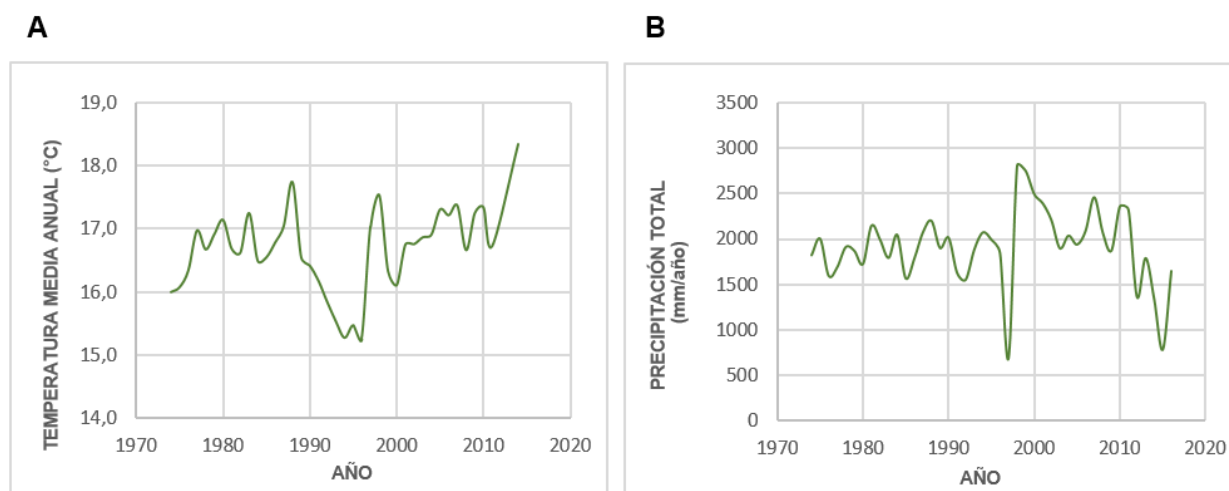 A
TEMPERATURA MEDIA ANUAL (°C)
19,0
18,0
17,0
16,0
15,0
14,0
1970 1980 1990 2000 2010 2020
AÑO
B
PRECIPITACIÓN TOTAL
(mm/año)
3500
3000
2500
2000
1500
1000
500
0
1970 1980 1990 2000 2010 2020
AÑO